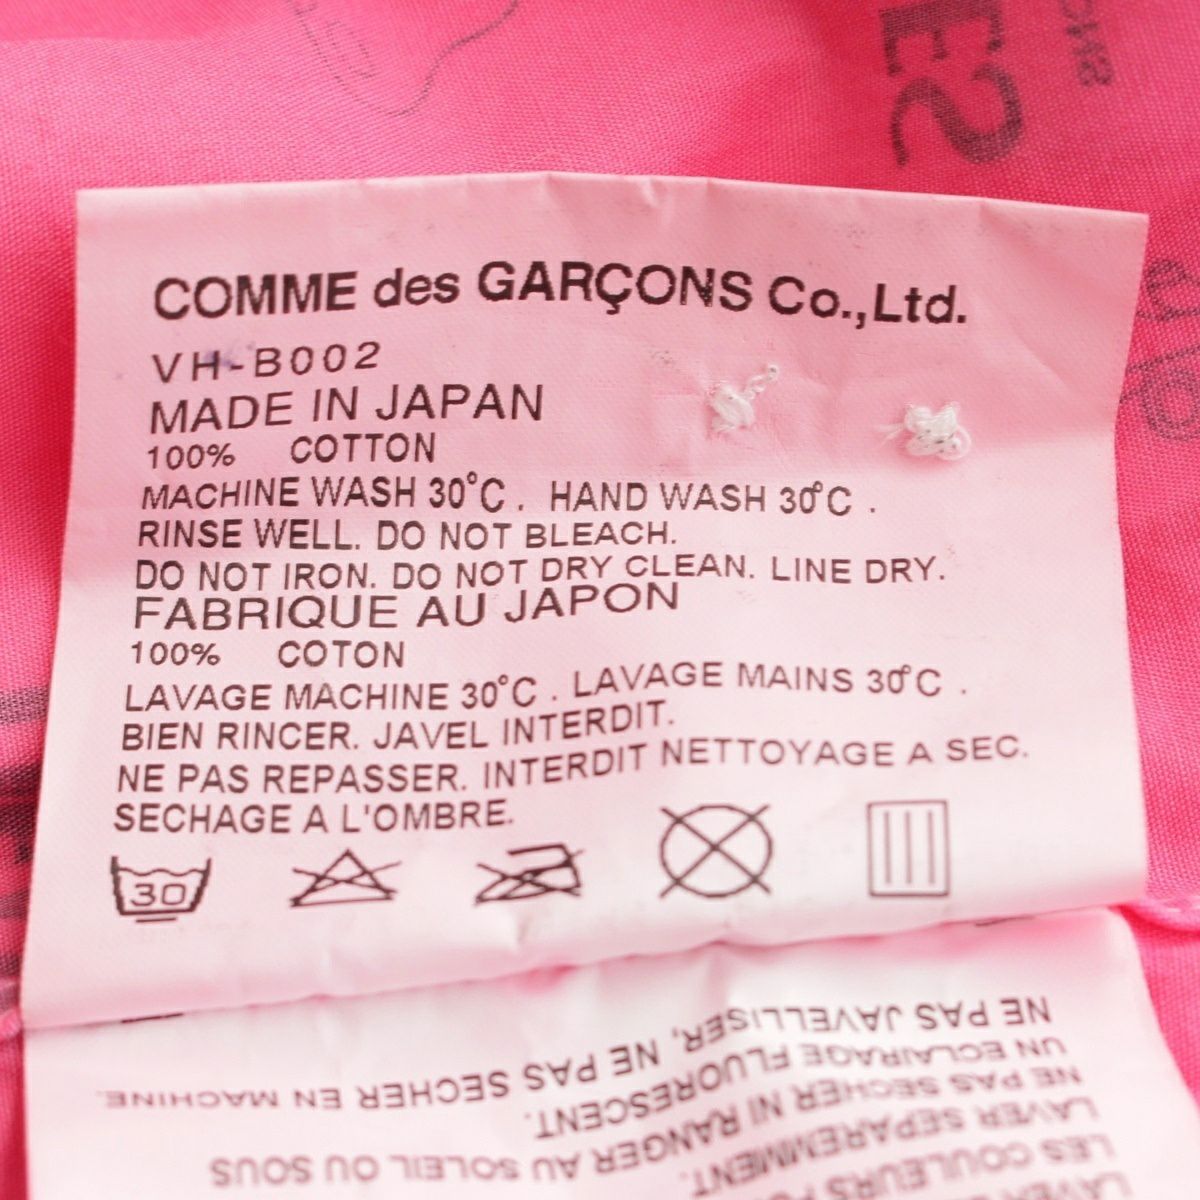 COMME des GARÇONS Co.,Ltd.
VH-B002
MADE IN JAPAN
100% COTTON
MACHINE WASH 30°C . HAND WASH 30°C .
RINSE WELL. DO NOT BLEACH.
DO NOT IRON. DO NOT DRY CLEAN. LINE DRY.
FABRIQUE AU JAPON
100% COTON
LAVAGE MACHINE 30°C . LAVAGE MAINS 30°C .
BIEN RINCER. JAVEL INTERDIT.
NE PAS REPASSER. INTERDIT NETTOYAGE A SEC.
SECHAGE A L'OMBRE.
30
LES COULEURS
LAVER SEPAREMMENT.
NE PAS SECHER NI RANGER AU SOLEIL OU SOUS
UN ECLAIRAGE FLUORESCENT.
NE PAS JAVELLISER, NE PAS SECHER EN MACHINE.